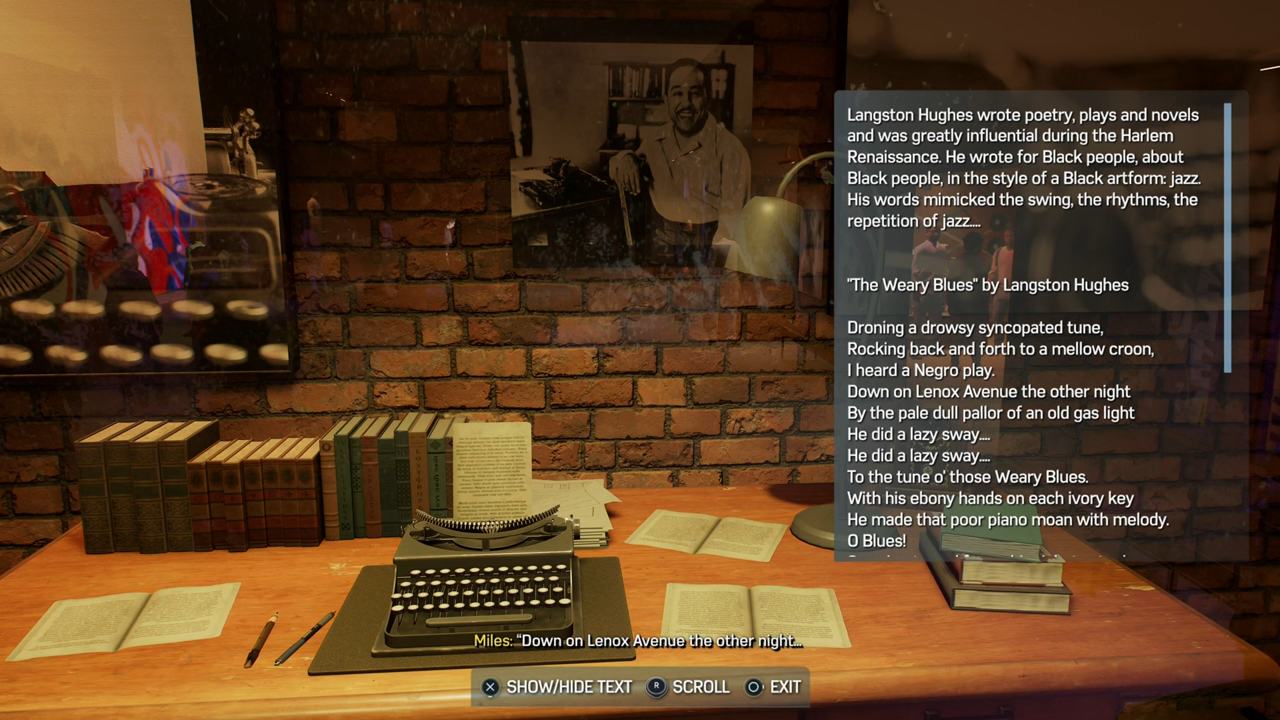 Langston Hughes wrote poetry, plays and novels
and was greatly influential during the Harlem
Renaissance. He wrote for Black people, about
Black people, in the style of a Black artform: jazz.
His words mimicked the swing, the rhythms, the
repetition of jazz....
"The Weary Blues" by Langston Hughes
Droning a drowsy syncopated tune,
Rocking back and forth to a mellow croon,
I heard a Negro play.
Down on Lenox Avenue the other night
By the pale dull pallor of an old gas light
He did a lazy sway....
He did a lazy sway....
To the tune o' those Weary Blues.
With his ebony hands on each ivory key
He made that poor piano moan with melody.
O Blues!
Miles: "Down on Lenox Avenue the other night...
SHOW/HIDE TEXT R SCROLL EXIT